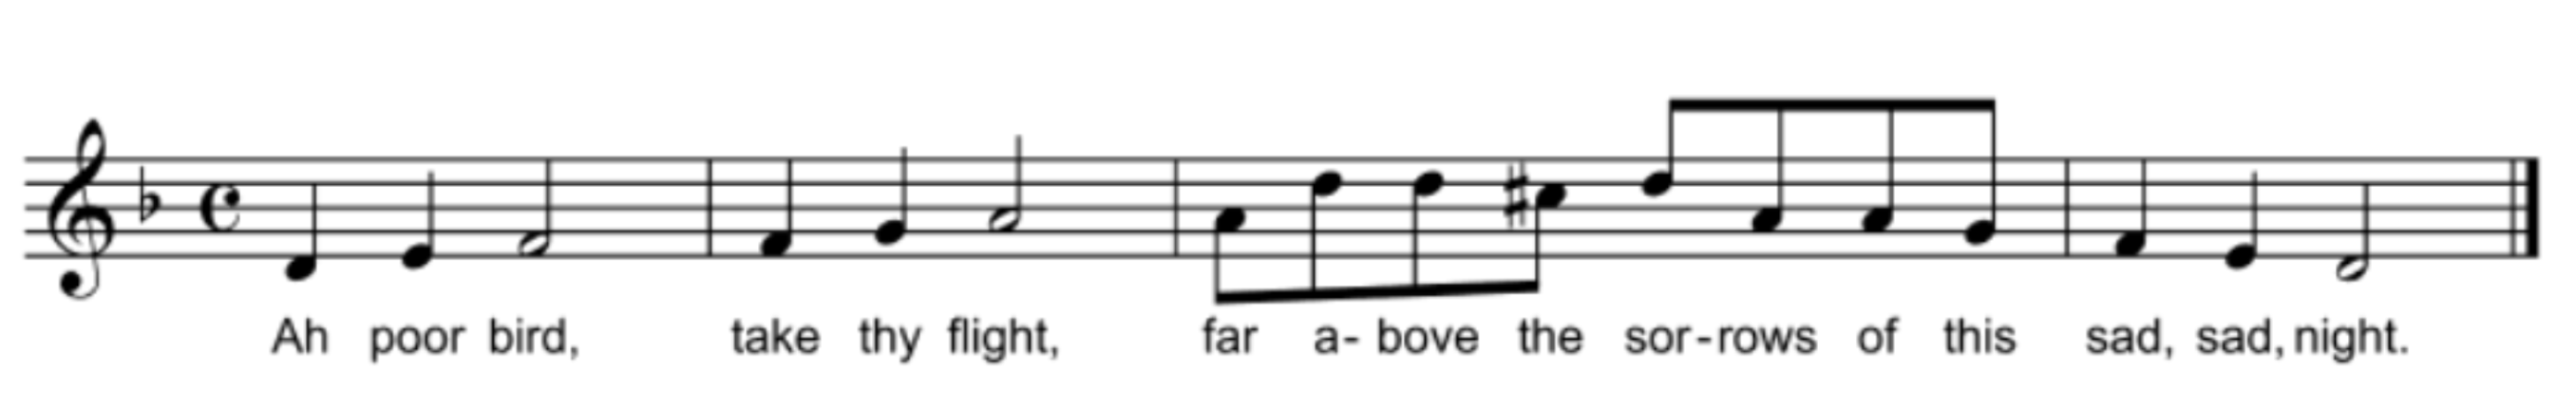 Ah poor bird, take thy flight, far a- bove the sor-rows of this sad, sad, night.